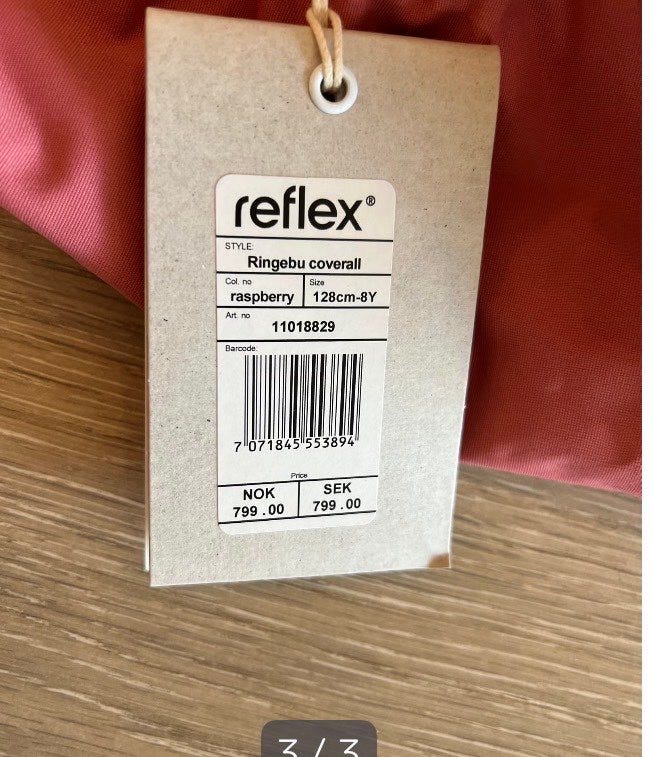 reflex®
STYLE:
Ringebu coverall
Col. no
raspberry
Size
128cm-8Y
Art. no
11018829
Barcode:
7 071845 553894
Price
NOK
799 .00
SEK
799 .00
3 / 3